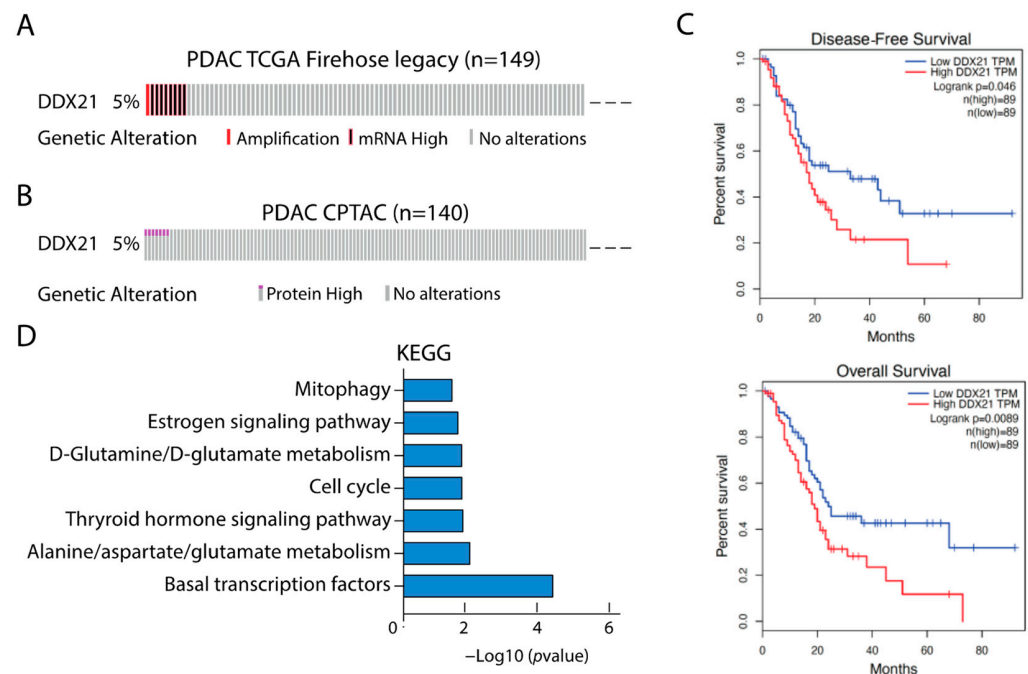 A
PDAC TCGA Firehose legacy (n=149)
DDX21 5%
Genetic Alteration Amplification mRNA High No alterations
B
PDAC CPTAC (n=140)
DDX21 5%
Genetic Alteration Protein High No alterations
C
Disease-Free Survival
Low DDX21 TPM
High DDX21 TPM
Logrank p=0.046
n(high)=89
n(low)=89
Percent survival
1.0
0.8
0.6
0.4
0.2
0.0
0 20 40 60 80
Months
Overall Survival
Low DDX21 TPM
High DDX21 TPM
Logrank p=0.0089
n(high)=89
n(low)=89
Percent survival
1.0
0.8
0.6
0.4
0.2
0.0
0 20 40 60 80
Months
D
KEGG
Mitophagy
Estrogen signaling pathway
D-Glutamine/D-glutamate metabolism
Cell cycle
Thryroid hormone signaling pathway
Alanine/aspartate/glutamate metabolism
Basal transcription factors
0 2 4 6
−Log10 (pvalue)